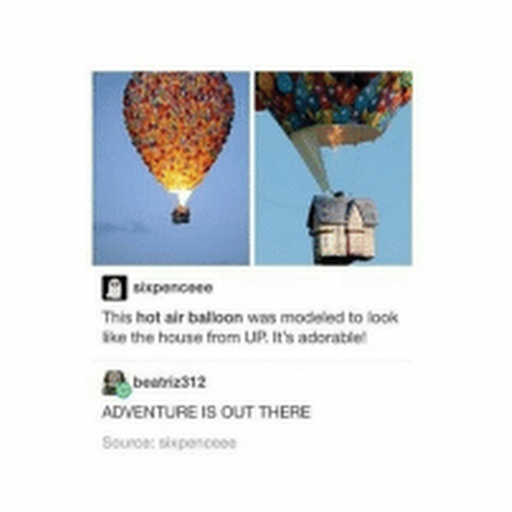 sixpenceee
This hot air balloon was modeled to look
like the house from UP. It's adorable!
beatriz312
ADVENTURE IS OUT THERE
Source: sixpenceee